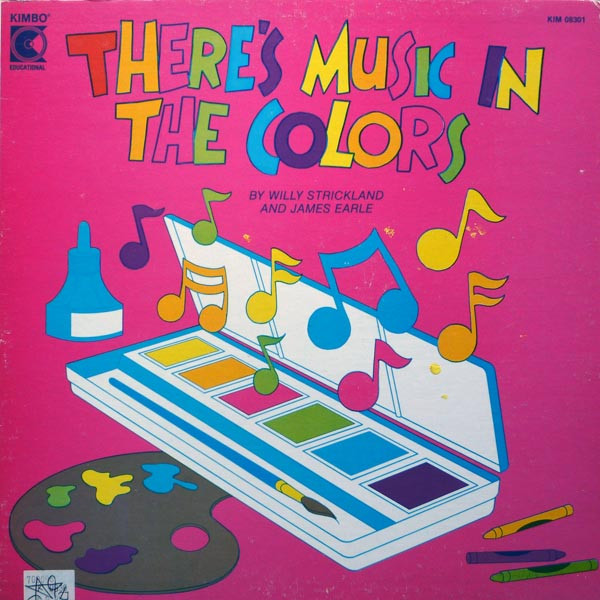 KIMBO®
EDUCATIONAL
KIM 08301
THERE'S MUSIC IN
THE COLORS
BY WILLY STRICKLAND
AND JAMES EARLE